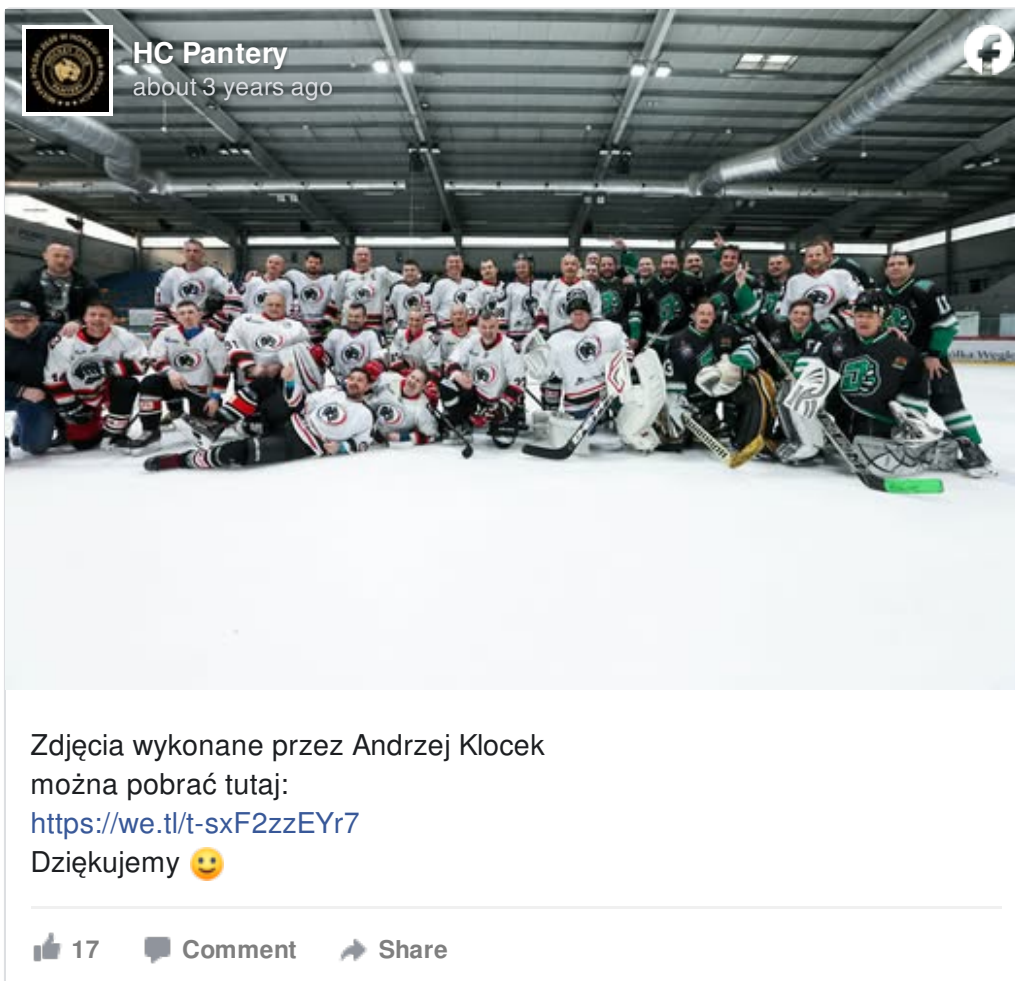 HC Pantery
about 3 years ago
Zdjęcia wykonane przez Andrzej Klocek
można pobrać tutaj:
https://we.tl/t-sxF2zzEYr7
Dziękujemy 🙂
17 Comment Share